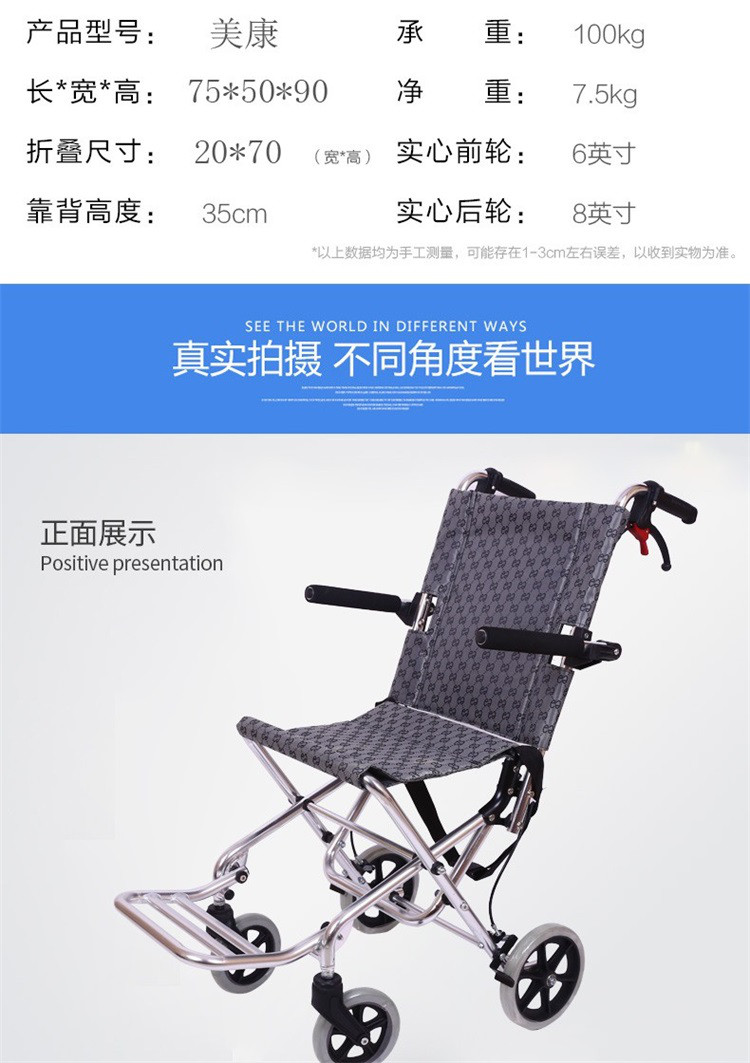 产品型号： 美康 承 重： 100kg
长*宽*高： 75*50*90 净 重： 7.5kg
折叠尺寸： 20*70 （宽*高） 实心前轮： 6英寸
靠背高度： 35cm 实心后轮： 8英寸
*以上数据均为手工测量，可能存在1-3cm左右误差，以收到实物为准。
SEE THE WORLD IN DIFFERENT WAYS
真实拍摄 不同角度看世界
正面展示
Positive presentation